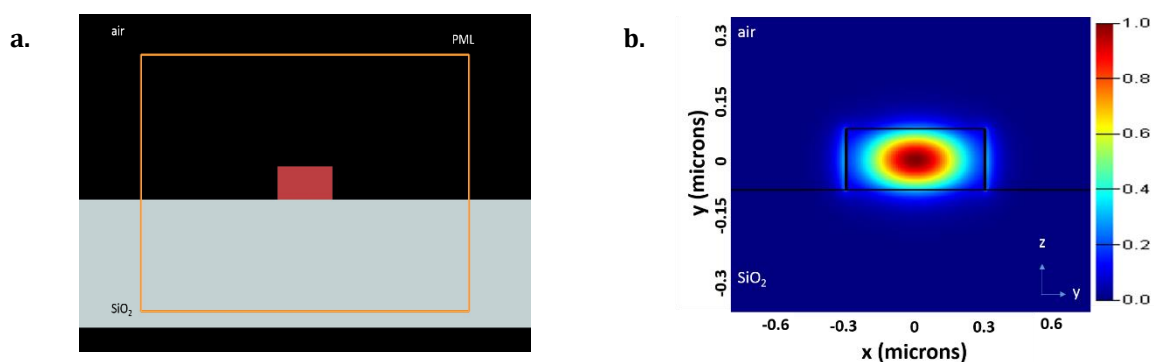 a.
air
PML
SiO₂
b.
air
SiO₂
z
y
y (microns)
0.3
0.15
0
-0.15
-0.3
-0.6
-0.3
0
0.3
0.6
x (microns)
1.0
0.8
0.6
0.4
0.2
0.0